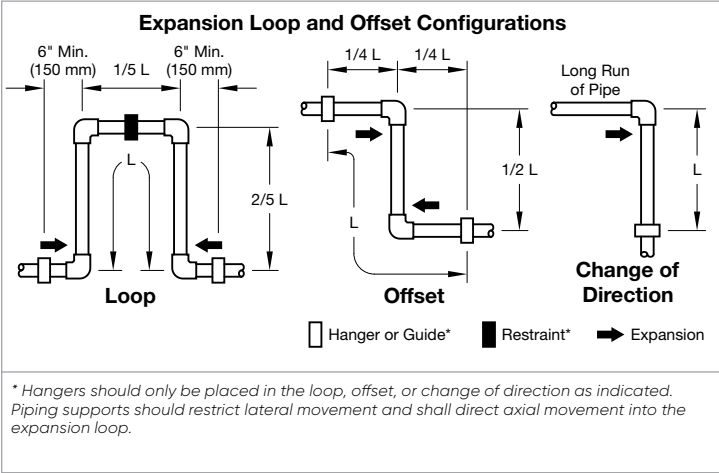 Expansion Loop and Offset Configurations
6" Min.
(150 mm)
1/5 L
6" Min.
(150 mm)
L
2/5 L
Loop
1/4 L
1/4 L
1/2 L
L
Offset
Long Run
of Pipe
L
Change of
Direction
Hanger or Guide*
Restraint*
Expansion
* Hangers should only be placed in the loop, offset, or change of direction as indicated.
Piping supports should restrict lateral movement and shall direct axial movement into the
expansion loop.